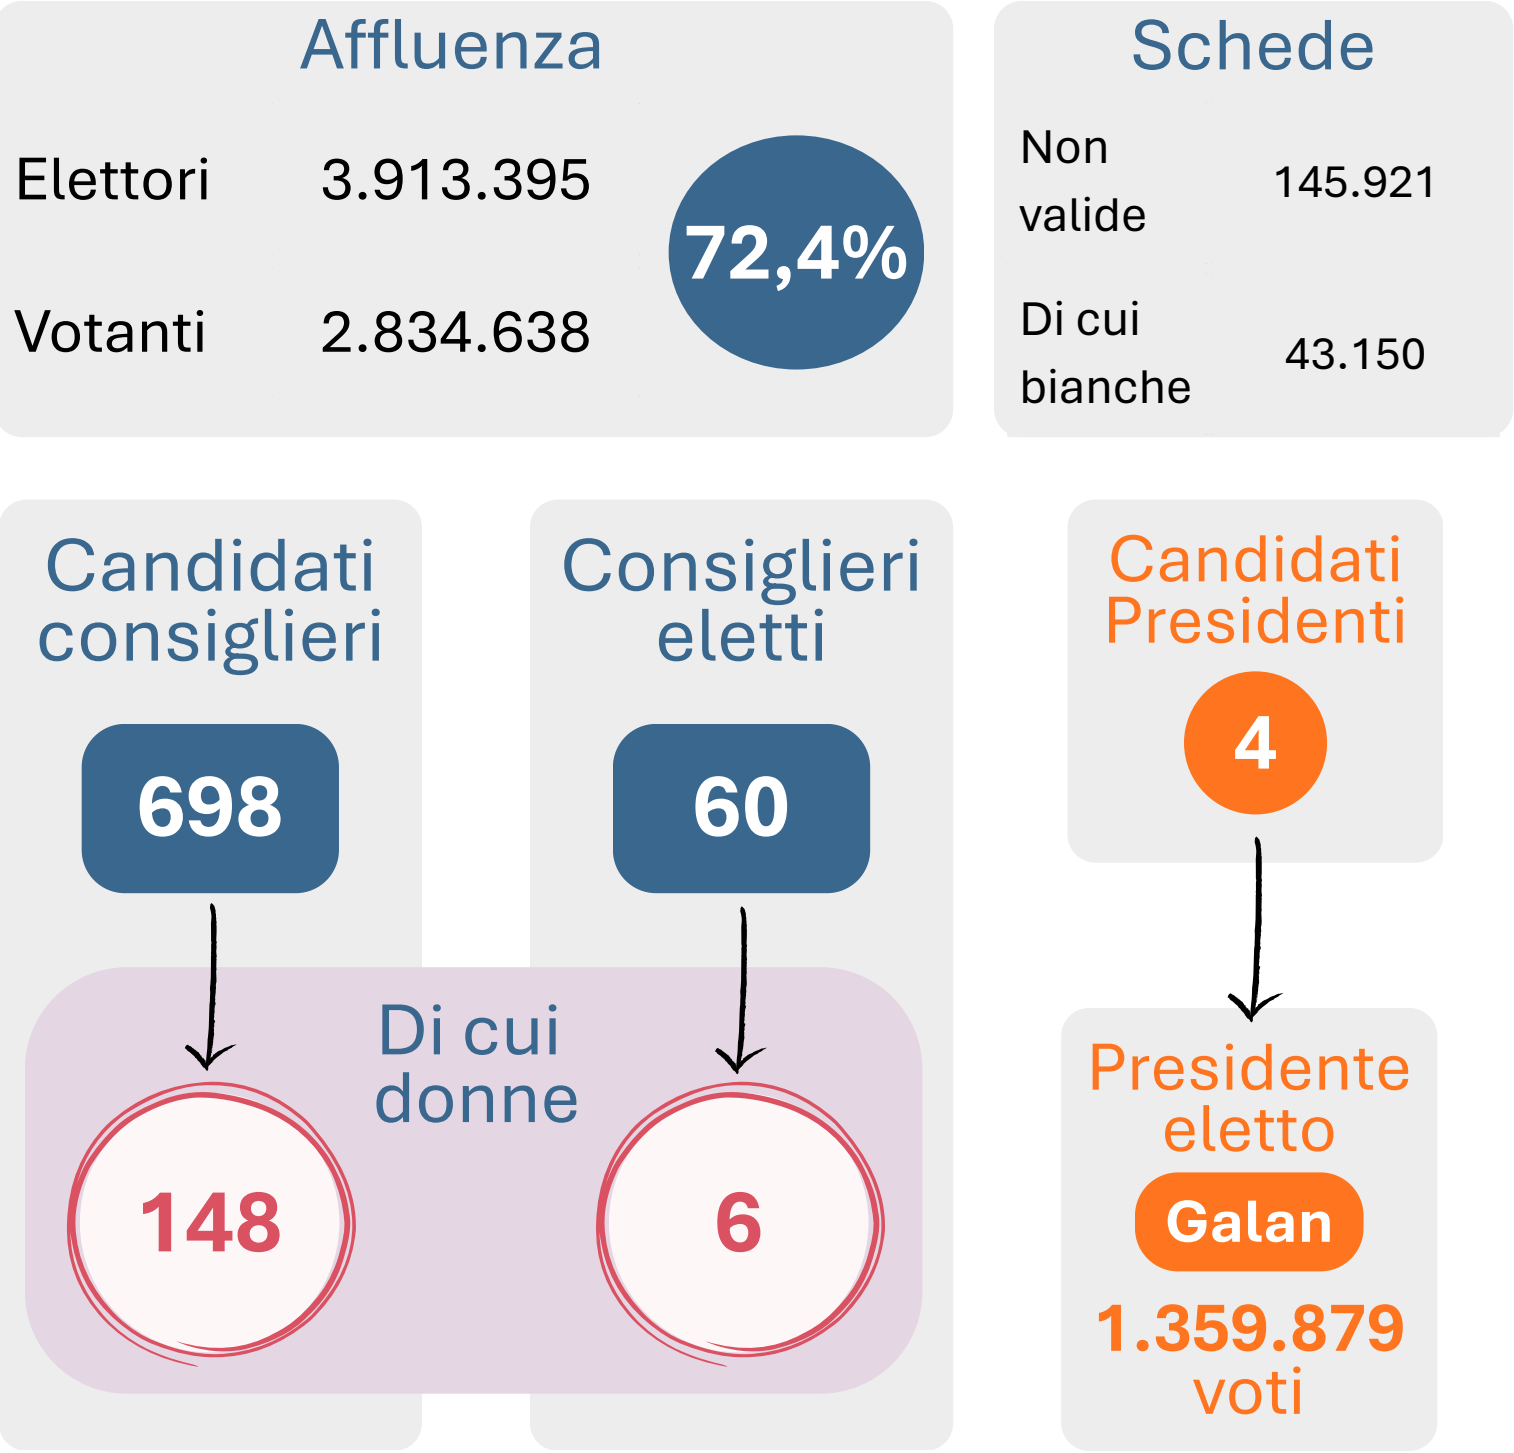 Affluenza
Elettori 3.913.395
Votanti 2.834.638
72,4%
Schede
Non
valide
145.921
Di cui
bianche
43.150
Candidati
consiglieri
698
Consiglieri
eletti
60
Di cui
donne
148
6
Candidati
Presidenti
4
Presidente
eletto
Galan
1.359.879
voti